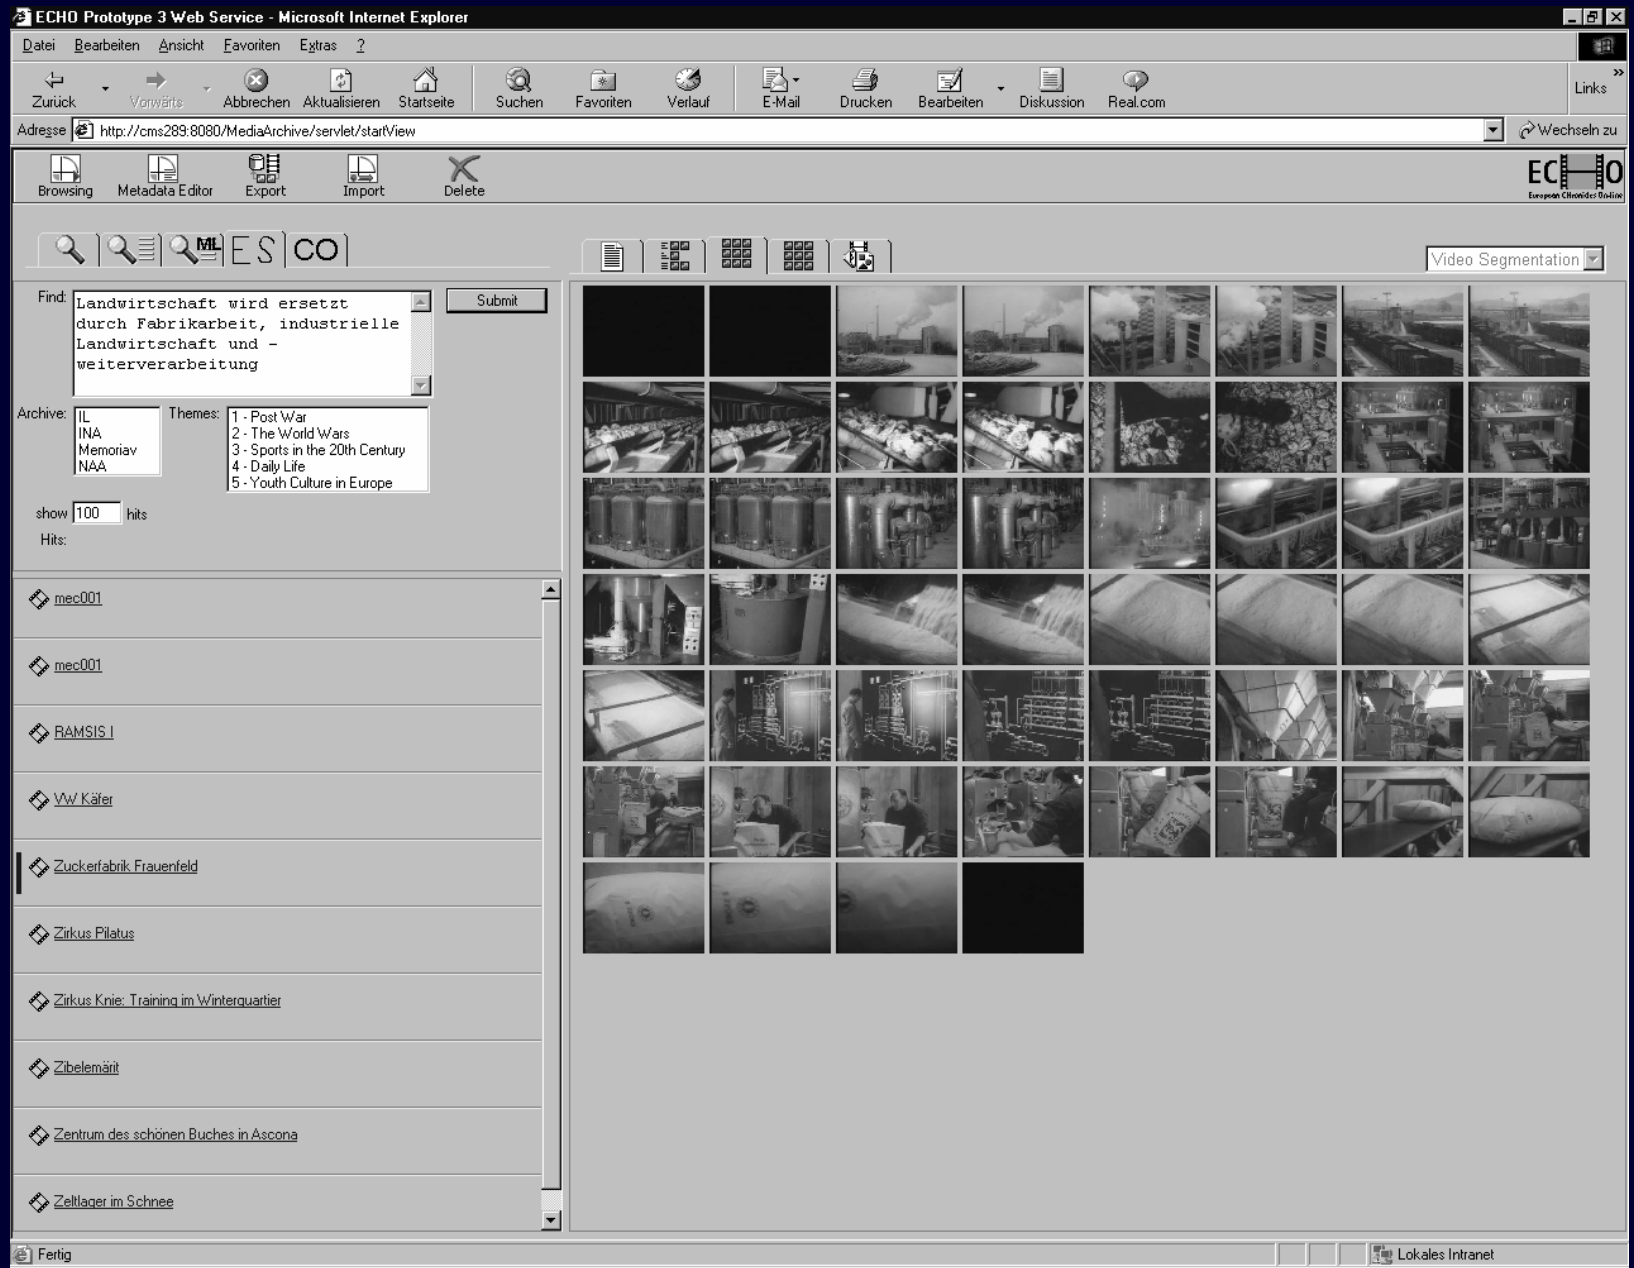 ECHO Prototype 3 Web Service - Microsoft Internet Explorer
Datei Bearbeiten Ansicht Favoriten Extras ?
Zurück Vorwärts Abbrechen Aktualisieren Startseite Suchen Favoriten Verlauf E-Mail Drucken Bearbeiten Diskussion Real.com Links »
Adresse http://cms289:8080/MediaArchive/servlet/startView Wechseln zu
Browsing Metadata Editor Export Import Delete
ECHO
European CHronicles On-line
ML ES CO
Video Segmentation
Find: Landwirtschaft wird ersetzt
durch Fabrikarbeit, industrielle
Landwirtschaft und -
weiterverarbeitung
Submit
Archive: IL
INA
Memoriav
NAA
Themes: 1 - Post War
2 - The World Wars
3 - Sports in the 20th Century
4 - Daily Life
5 - Youth Culture in Europe
show 100 hits
Hits:
mec001
mec001
RAMSIS I
VW Käfer
Zuckerfabrik Frauenfeld
Zirkus Pilatus
Zirkus Knie: Training im Winterquartier
Zibelemärit
Zentrum des schönen Buches in Ascona
Zeltlager im Schnee
Fertig
Lokales Intranet